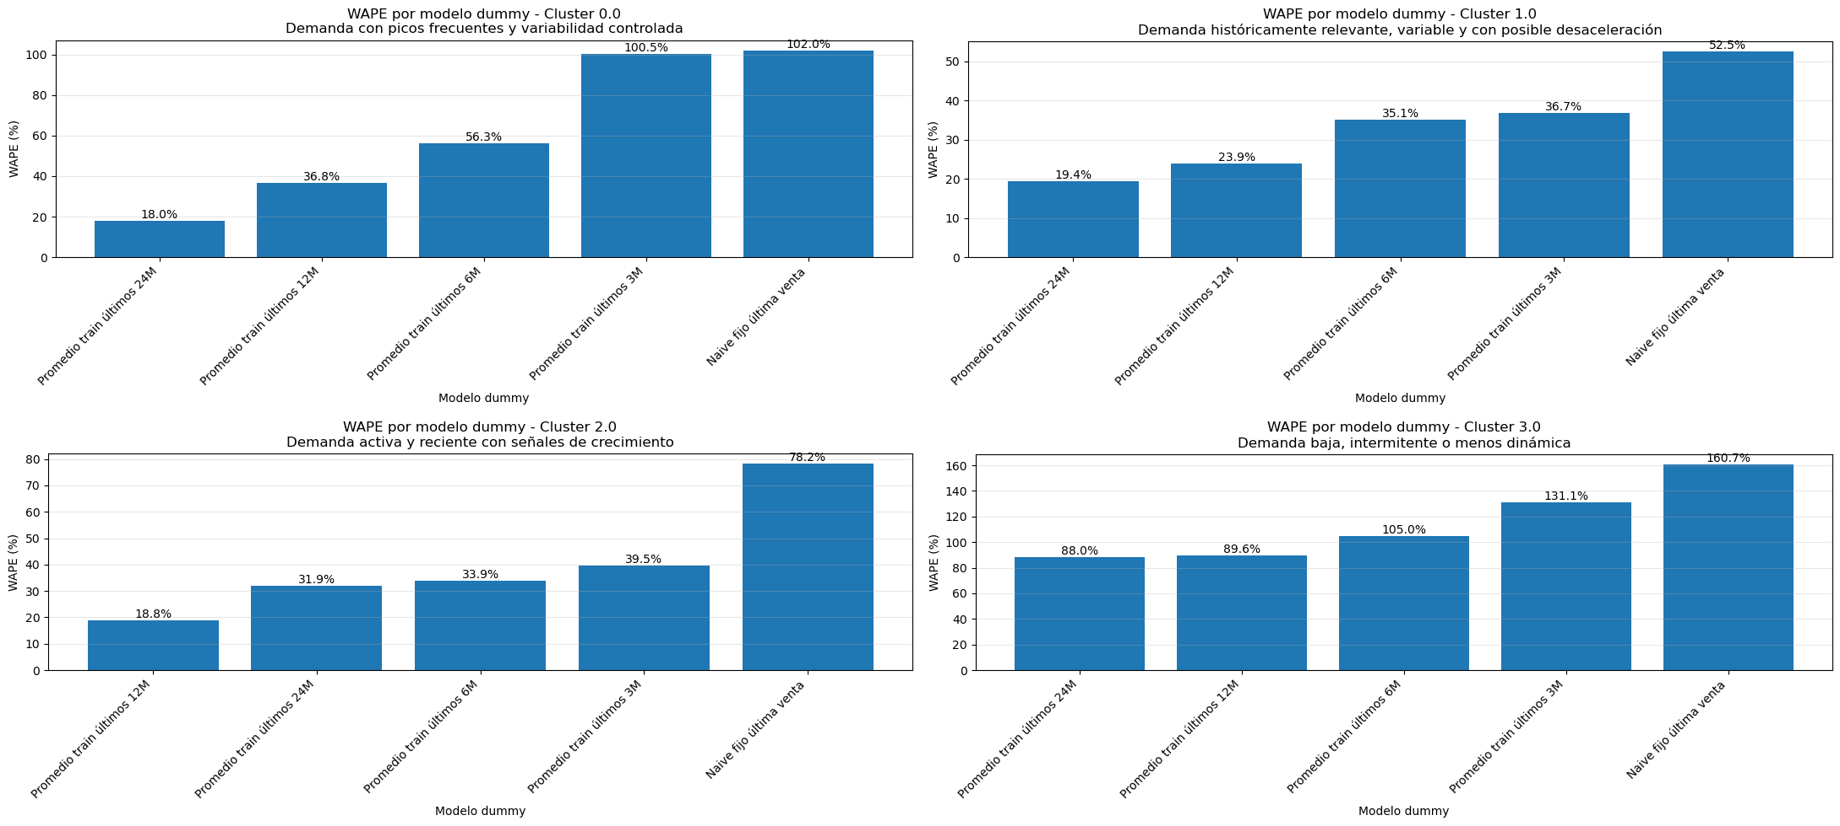 WAPE por modelo dummy - Cluster 0.0
Demanda con picos frecuentes y variabilidad controlada
WAPE (%)
100
80
60
40
20
0
18.0%
36.8%
56.3%
100.5%
102.0%
Promedio train últimos 24M
Promedio train últimos 12M
Promedio train últimos 6M
Promedio train últimos 3M
Naive fijo última venta
Modelo dummy
WAPE por modelo dummy - Cluster 1.0
Demanda históricamente relevante, variable y con posible desaceleración
WAPE (%)
50
40
30
20
10
0
19.4%
23.9%
35.1%
36.7%
52.5%
Promedio train últimos 24M
Promedio train últimos 12M
Promedio train últimos 6M
Promedio train últimos 3M
Naive fijo última venta
Modelo dummy
WAPE por modelo dummy - Cluster 2.0
Demanda activa y reciente con señales de crecimiento
WAPE (%)
80
70
60
50
40
30
20
10
0
18.8%
31.9%
33.9%
39.5%
78.2%
Promedio train últimos 12M
Promedio train últimos 24M
Promedio train últimos 6M
Promedio train últimos 3M
Naive fijo última venta
Modelo dummy
WAPE por modelo dummy - Cluster 3.0
Demanda baja, intermitente o menos dinámica
WAPE (%)
160
140
120
100
80
60
40
20
0
88.0%
89.6%
105.0%
131.1%
160.7%
Promedio train últimos 24M
Promedio train últimos 12M
Promedio train últimos 6M
Promedio train últimos 3M
Naive fijo última venta
Modelo dummy